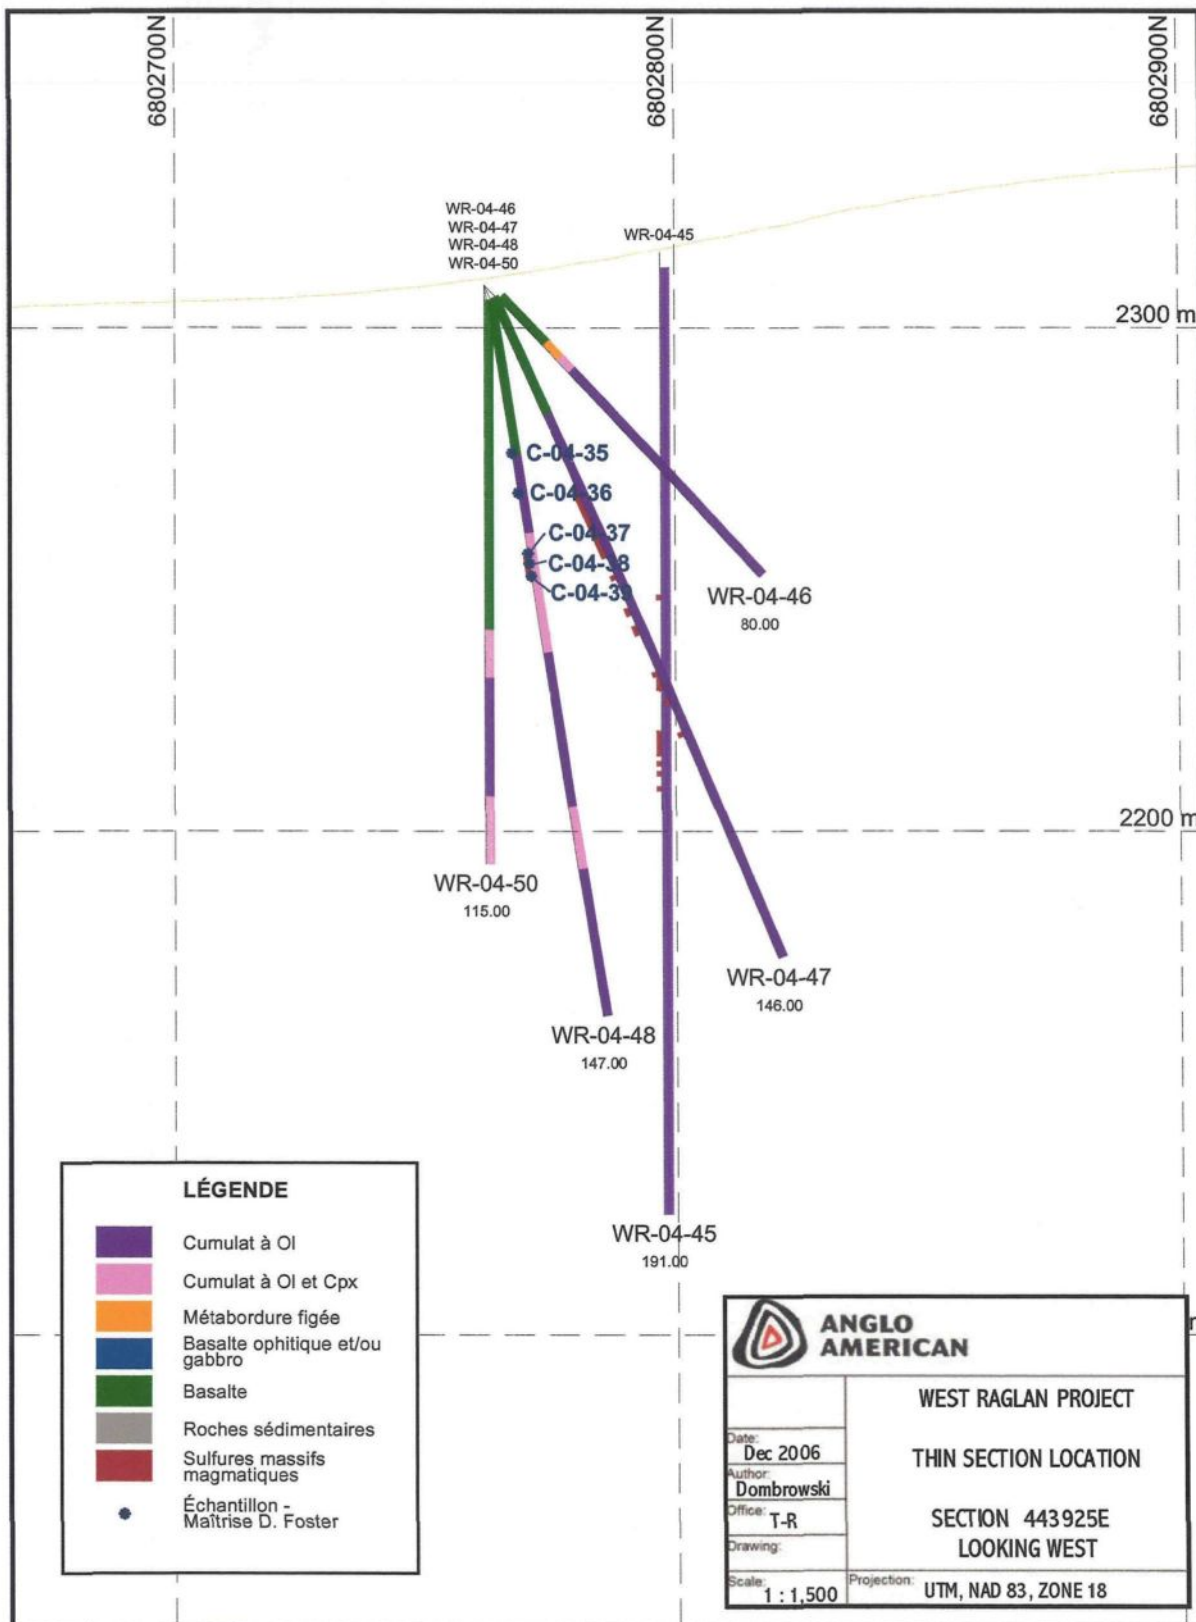 6802700N
6802800N
6802900N
WR-04-46
WR-04-47
WR-04-48
WR-04-50
WR-04-45
2300 m
C-04-35
C-04-36
C-04-37
C-04-38
C-04-39
WR-04-46
80.00
2200 m
WR-04-50
115.00
WR-04-47
146.00
WR-04-48
147.00
WR-04-45
191.00
LÉGENDE
Cumulat à Ol
Cumulat à Ol et Cpx
Métabordure figée
Basalte ophitique et/ou
gabbro
Basalte
Roches sédimentaires
Sulfures massifs
magmatiques
Échantillon -
Maîtrise D. Foster
ANGLO
AMERICAN
WEST RAGLAN PROJECT
Date:
Dec 2006
THIN SECTION LOCATION
Author:
Dombrowski
Office: T-R
SECTION 443925E
LOOKING WEST
Drawing:
Scale: 1 : 1,500
Projection: UTM, NAD 83, ZONE 18